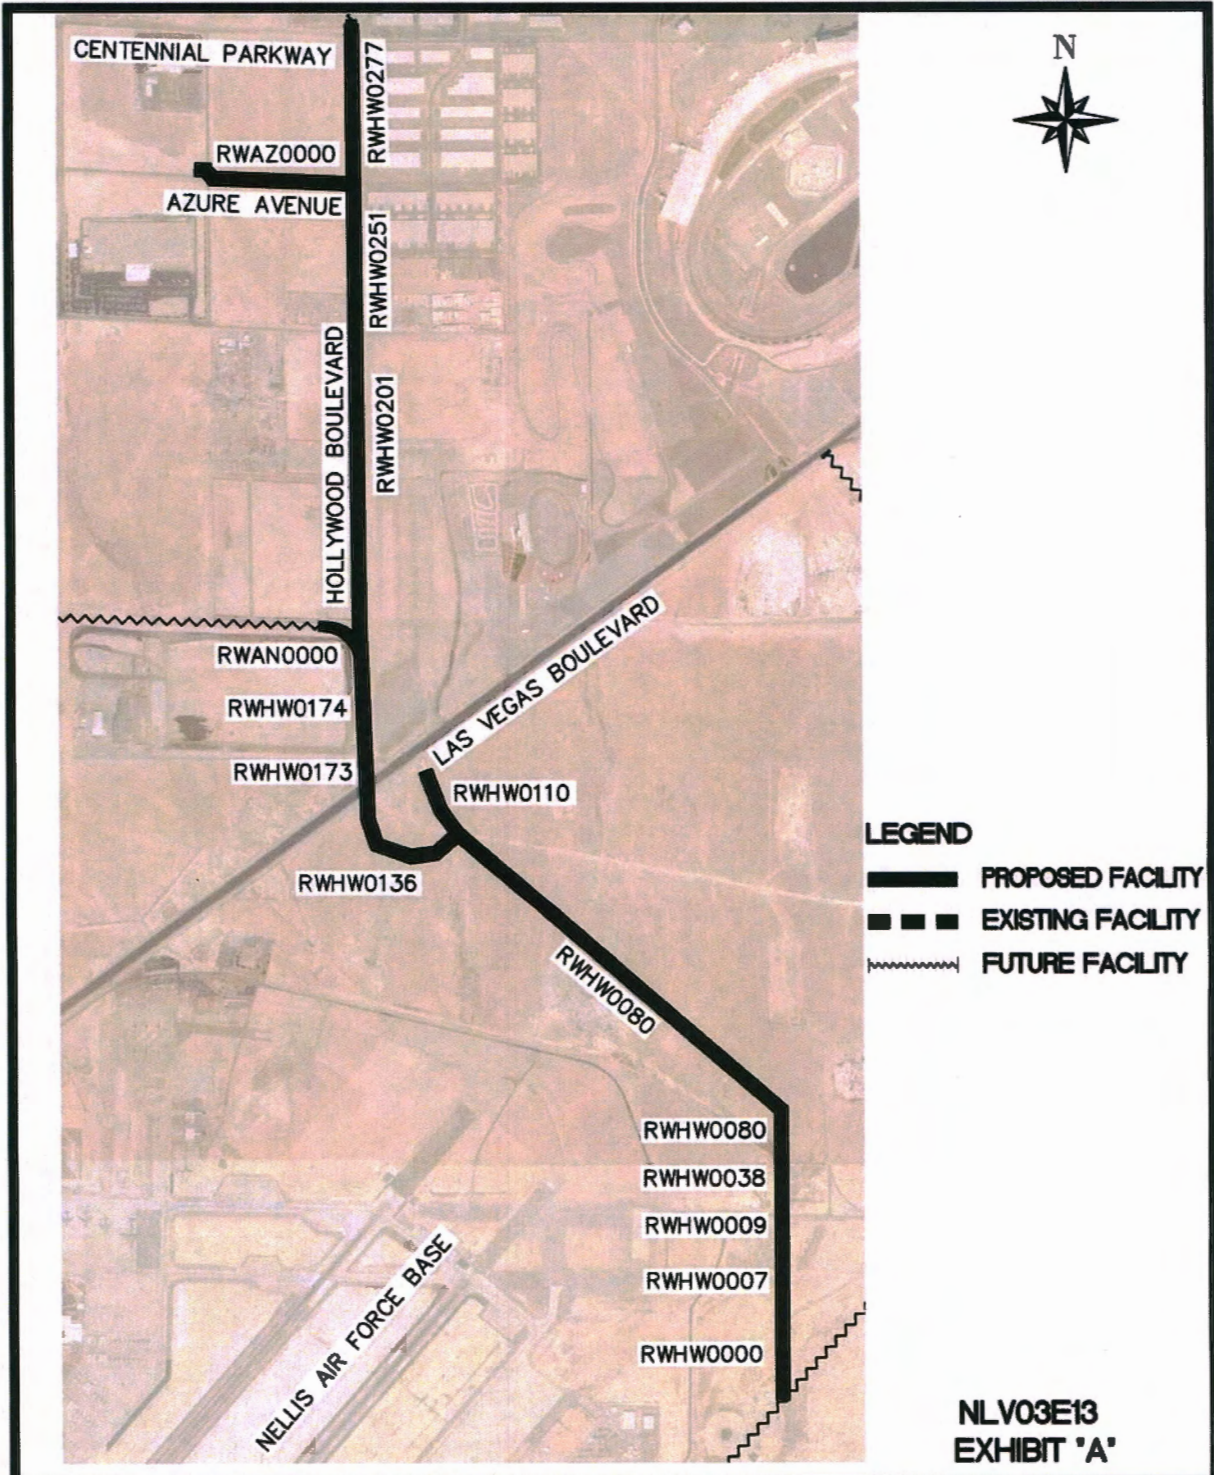 N
CENTENNIAL PARKWAY
RWHW0277
RWAZ0000
AZURE AVENUE
RWHW0251
HOLLYWOOD BOULEVARD
RWHW0201
LAS VEGAS BOULEVARD
RWAN0000
RWHW0174
RWHW0173
RWHW0110
RWHW0136
RWHW0080
RWHW0080
RWHW0038
RWHW0009
RWHW0007
RWHW0000
NELLIS AIR FORCE BASE
LEGEND
PROPOSED FACILITY
EXISTING FACILITY
FUTURE FACILITY
NLV03E13
EXHIBIT "A"